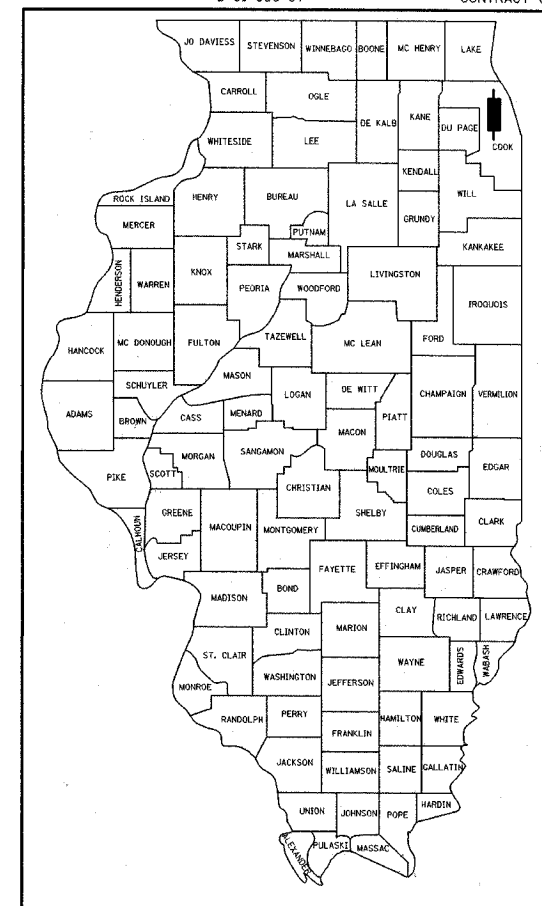 CONTRACT
JO DAVIESS
STEVENSON
WINNEBAGO
BOONE
MC HENRY
LAKE
CARROLL
OGLE
DE KALB
KANE
DU PAGE
COOK
WHITESIDE
LEE
KENDALL
WILL
ROCK ISLAND
HENRY
BUREAU
LA SALLE
GRUNDY
MERCER
PUTNAM
KANKAKEE
STARK
MARSHALL
HENDERSON
WARREN
KNOX
PEORIA
WOODFORD
LIVINGSTON
IROQUOIS
HANCOCK
MC DONOUGH
FULTON
TAZEWELL
MC LEAN
FORD
SCHUYLER
MASON
LOGAN
DE WITT
CHAMPAIGN
VERMILION
ADAMS
BROWN
CASS
MENARD
MACON
PIATT
PIKE
SCOTT
MORGAN
SANGAMON
CHRISTIAN
MOULTRIE
DOUGLAS
EDGAR
COLES
CALHOUN
GREENE
MACOUPIN
MONTGOMERY
SHELBY
CUMBERLAND
CLARK
JERSEY
FAYETTE
EFFINGHAM
JASPER
CRAWFORD
MADISON
BOND
CLAY
RICHLAND
LAWRENCE
CLINTON
MARION
ST. CLAIR
WAYNE
EDWARDS
WABASH
MONROE
WASHINGTON
JEFFERSON
RANDOLPH
PERRY
HAMILTON
WHITE
FRANKLIN
JACKSON
WILLIAMSON
SALINE
GALLATIN
UNION
JOHNSON
POPE
HARDIN
ALEXANDER
PULASKI
MASSAC